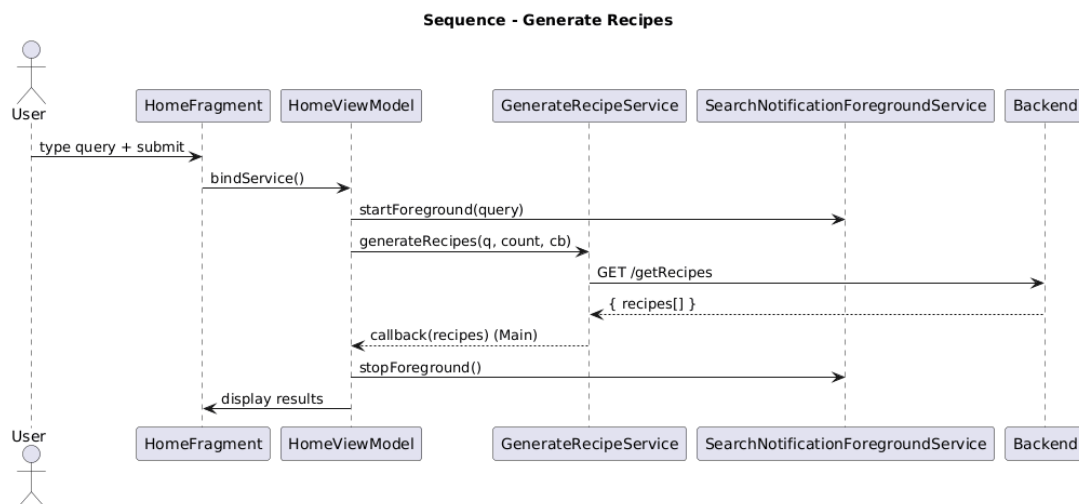 Sequence - Generate Recipes
User
HomeFragment
HomeViewModel
GenerateRecipeService
SearchNotificationForegroundService
Backend
type query + submit
bindService()
startForeground(query)
generateRecipes(q, count, cb)
GET /getRecipes
{ recipes[] }
callback(recipes) (Main)
stopForeground()
display results
User
HomeFragment
HomeViewModel
GenerateRecipeService
SearchNotificationForegroundService
Backend